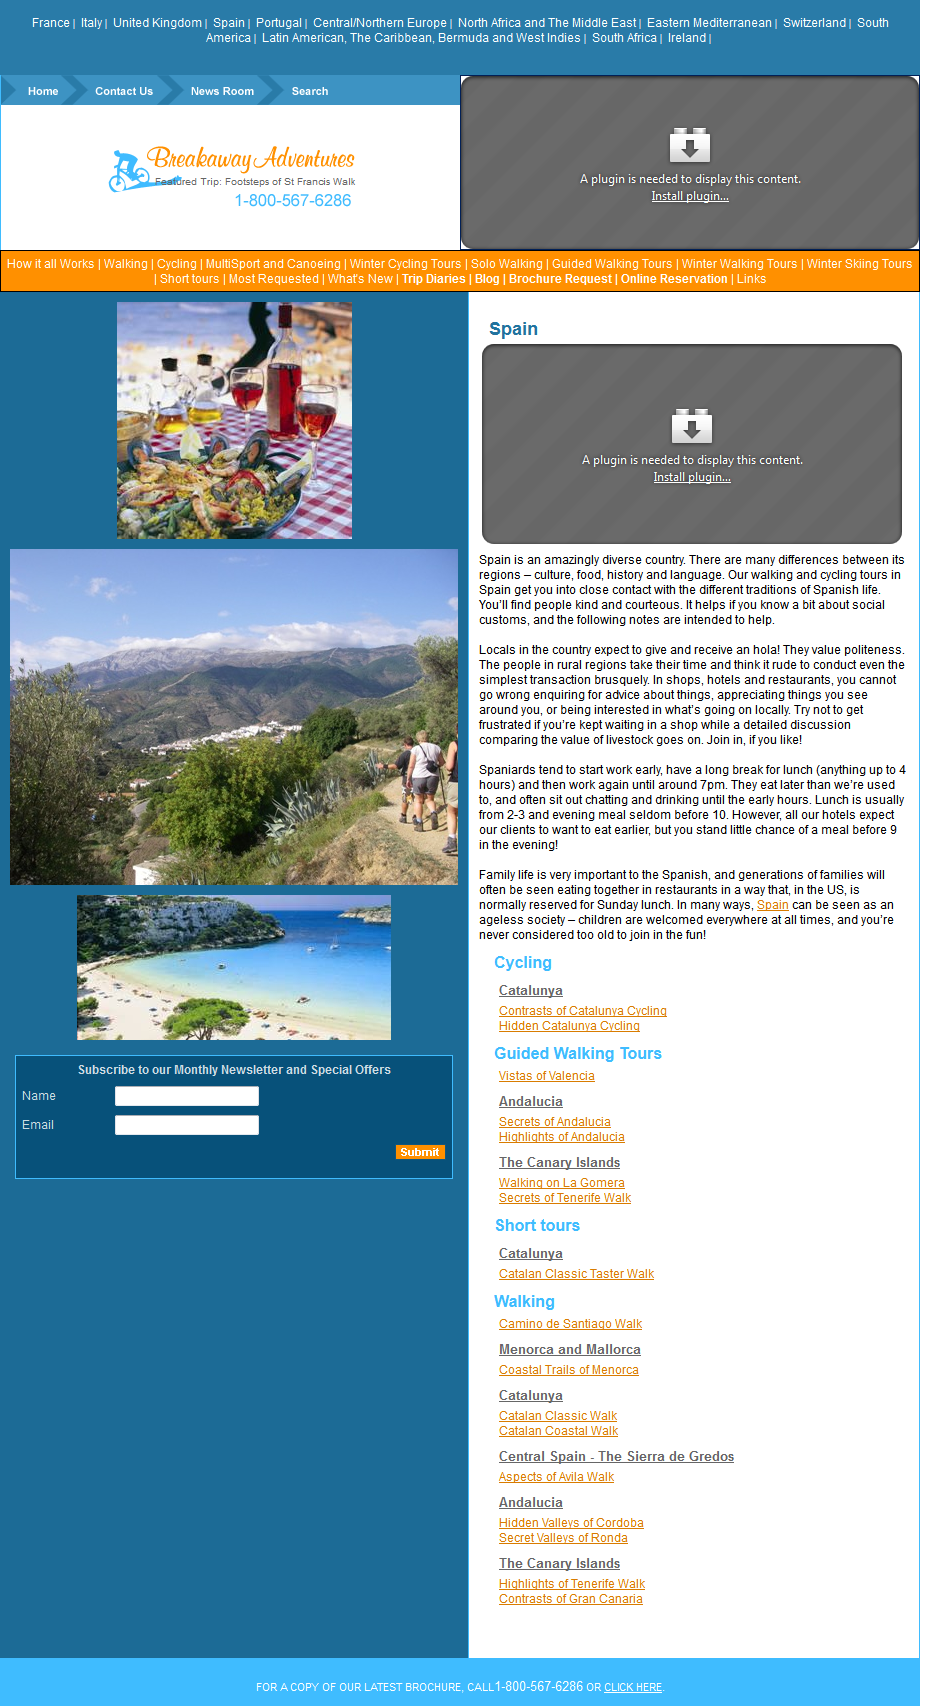 France | Italy | United Kingdom | Spain | Portugal | Central/Northern Europe | North Africa and The Middle East | Eastern Mediterranean | Switzerland | South
America | Latin American, The Caribbean, Bermuda and West Indies | South Africa | Ireland |
Home Contact Us News Room Search
Breakaway Adventures
Featured Trip: Footsteps of St Francis Walk
1-800-567-6286
A plugin is needed to display this content.
Install plugin...
How it all Works | Walking | Cycling | MultiSport and Canoeing | Winter Cycling Tours | Solo Walking | Guided Walking Tours | Winter Walking Tours | Winter Skiing Tours
| Short tours | Most Requested | What's New | Trip Diaries | Blog | Brochure Request | Online Reservation | Links
Spain
A plugin is needed to display this content.
Install plugin...
Spain is an amazingly diverse country. There are many differences between its
regions – culture, food, history and language. Our walking and cycling tours in
Spain get you into close contact with the different traditions of Spanish life.
You'll find people kind and courteous. It helps if you know a bit about social
customs, and the following notes are intended to help.
Locals in the country expect to give and receive an hola! They value politeness.
The people in rural regions take their time and think it rude to conduct even the
simplest transaction brusquely. In shops, hotels and restaurants, you cannot
go wrong enquiring for advice about things, appreciating things you see
around you, or being interested in what's going on locally. Try not to get
frustrated if you're kept waiting in a shop while a detailed discussion
comparing the value of livestock goes on. Join in, if you like!
Spaniards tend to start work early, have a long break for lunch (anything up to 4
hours) and then work again until around 7pm. They eat later than we're used
to, and often sit out chatting and drinking until the early hours. Lunch is usually
from 2-3 and evening meal seldom before 10. However, all our hotels expect
our clients to want to eat earlier, but you stand little chance of a meal before 9
in the evening!
Family life is very important to the Spanish, and generations of families will
often be seen eating together in restaurants in a way that, in the US, is
normally reserved for Sunday lunch. In many ways, Spain can be seen as an
ageless society – children are welcomed everywhere at all times, and you're
never considered too old to join in the fun!
Cycling
Catalunya
Contrasts of Catalunya Cycling
Hidden Catalunya Cycling
Guided Walking Tours
Vistas of Valencia
Andalucia
Secrets of Andalucia
Highlights of Andalucia
The Canary Islands
Walking on La Gomera
Secrets of Tenerife Walk
Short tours
Catalunya
Catalan Classic Taster Walk
Walking
Camino de Santiago Walk
Menorca and Mallorca
Coastal Trails of Menorca
Catalunya
Catalan Classic Walk
Catalan Coastal Walk
Central Spain - The Sierra de Gredos
Aspects of Avila Walk
Andalucia
Hidden Valleys of Cordoba
Secret Valleys of Ronda
The Canary Islands
Highlights of Tenerife Walk
Contrasts of Gran Canaria
Subscribe to our Monthly Newsletter and Special Offers
Name
Email
Submit
FOR A COPY OF OUR LATEST BROCHURE, CALL 1-800-567-6286 OR CLICK HERE.